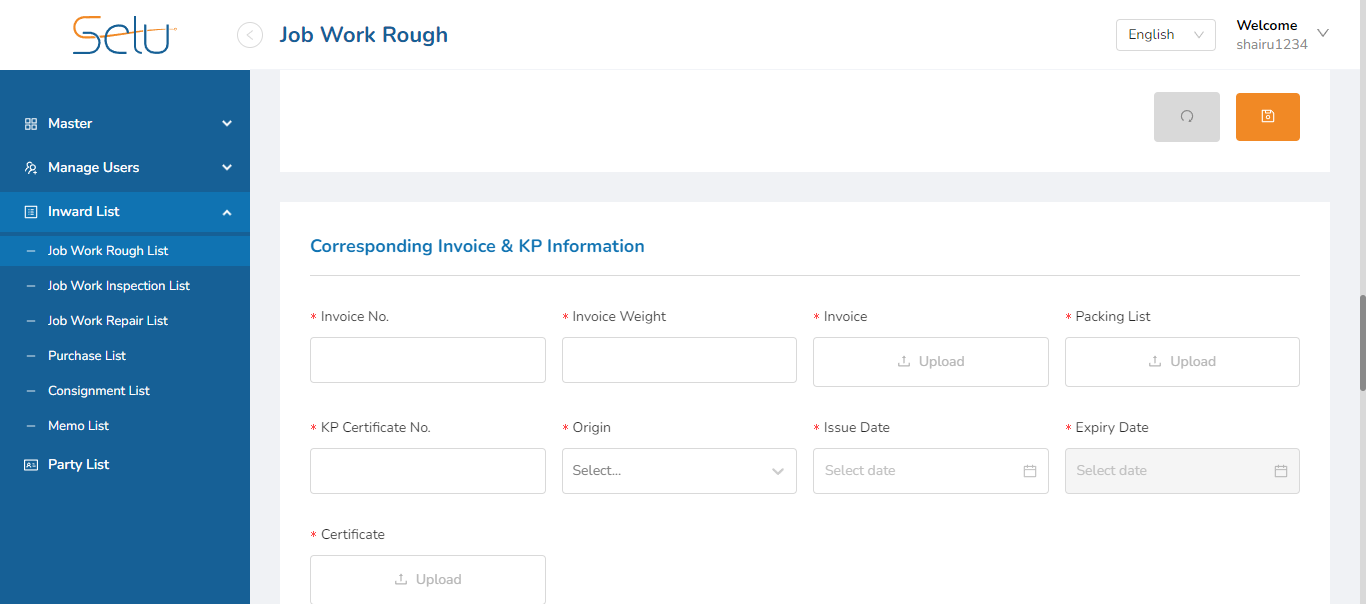 Selu
Job Work Rough
English
Welcome
shairu1234
Master
Manage Users
Inward List
Job Work Rough List
Job Work Inspection List
Job Work Repair List
Purchase List
Consignment List
Memo List
Party List
Corresponding Invoice & KP Information
* Invoice No.
* Invoice Weight
* Invoice
* Packing List
Upload
Upload
* KP Certificate No.
* Origin
* Issue Date
* Expiry Date
Select...
Select date
Select date
* Certificate
Upload